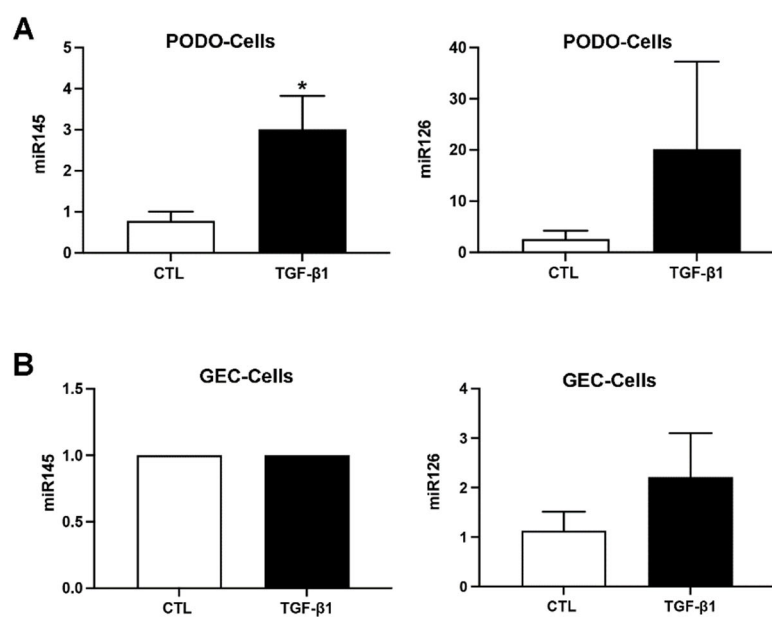 A
PODO-Cells
5
4
3
2
1
0
miR145
*
CTL
TGF-β1
PODO-Cells
40
30
20
10
0
miR126
CTL
TGF-β1
B
GEC-Cells
1.5
1.0
0.5
0.0
miR145
CTL
TGF-β1
GEC-Cells
4
3
2
1
0
miR126
CTL
TGF-β1